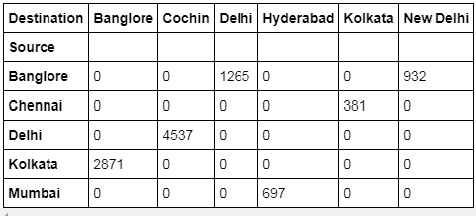 Destination Banglore Cochin Delhi Hyderabad Kolkata New Delhi
Source
Banglore 0 0 1265 0 0 932
Chennai 0 0 0 0 381 0
Delhi 0 4537 0 0 0 0
Kolkata 2871 0 0 0 0 0
Mumbai 0 0 0 697 0 0